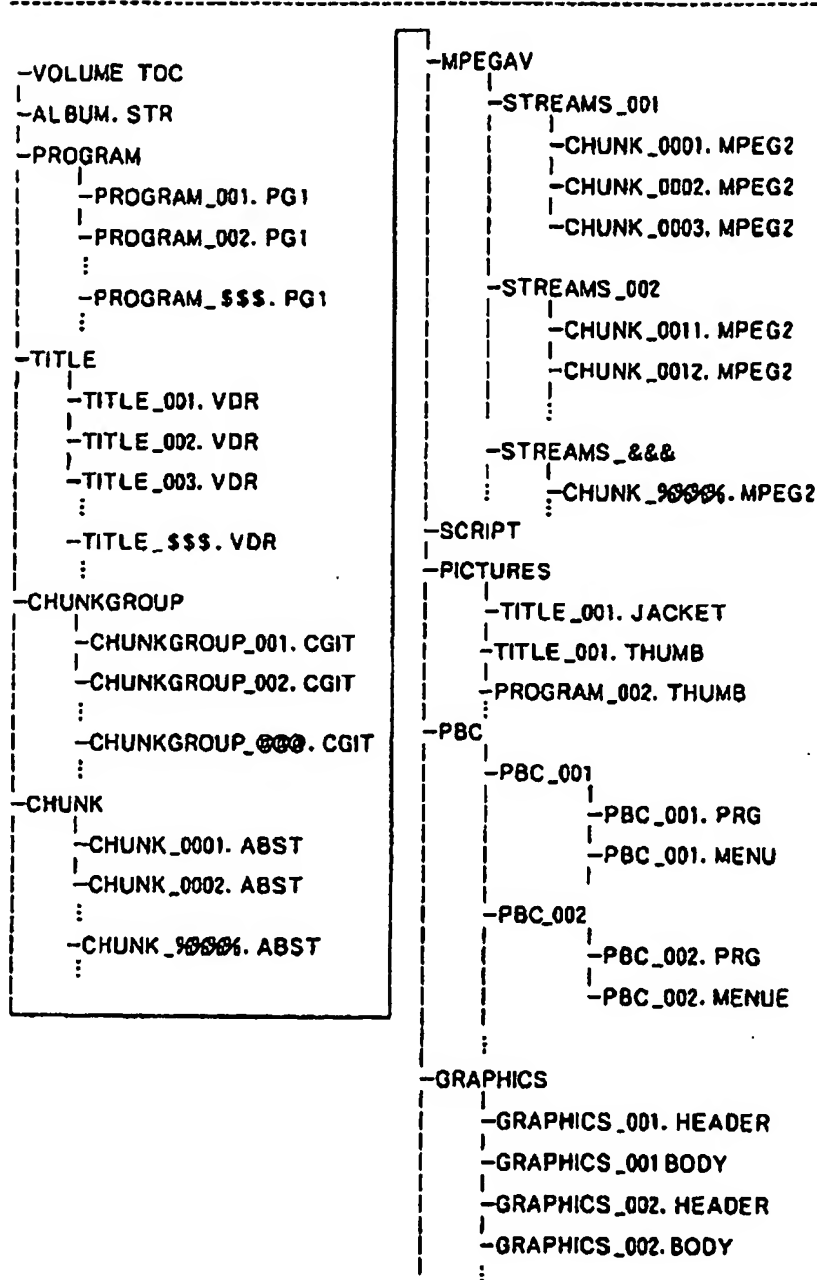 -VOLUME TOC
-ALBUM. STR
-PROGRAM
-PROGRAM_001. PG1
-PROGRAM_002. PG1
-PROGRAM_$$$. PG1
-TITLE
-TITLE_001. VDR
-TITLE_002. VDR
-TITLE_003. VDR
-TITLE_$$$. VDR
-CHUNKGROUP
-CHUNKGROUP_001. CGIT
-CHUNKGROUP_002. CGIT
-CHUNKGROUP_@@@. CGIT
-CHUNK
-CHUNK_0001. ABST
-CHUNK_0002. ABST
-CHUNK_%%%%. ABST
-MPEGAV
-STREAMS_001
-CHUNK_0001. MPEG2
-CHUNK_0002. MPEG2
-CHUNK_0003. MPEG2
-STREAMS_002
-CHUNK_0011. MPEG2
-CHUNK_0012. MPEG2
-STREAMS_&&&
-CHUNK_%%%%. MPEG2
-SCRIPT
-PICTURES
-TITLE_001. JACKET
-TITLE_001. THUMB
-PROGRAM_002. THUMB
-PBC
-PBC_001
-PBC_001. PRG
-PBC_001. MENU
-PBC_002
-PBC_002. PRG
-PBC_002. MENUE
-GRAPHICS
-GRAPHICS_001. HEADER
-GRAPHICS_001 BODY
-GRAPHICS_002. HEADER
-GRAPHICS_002. BODY